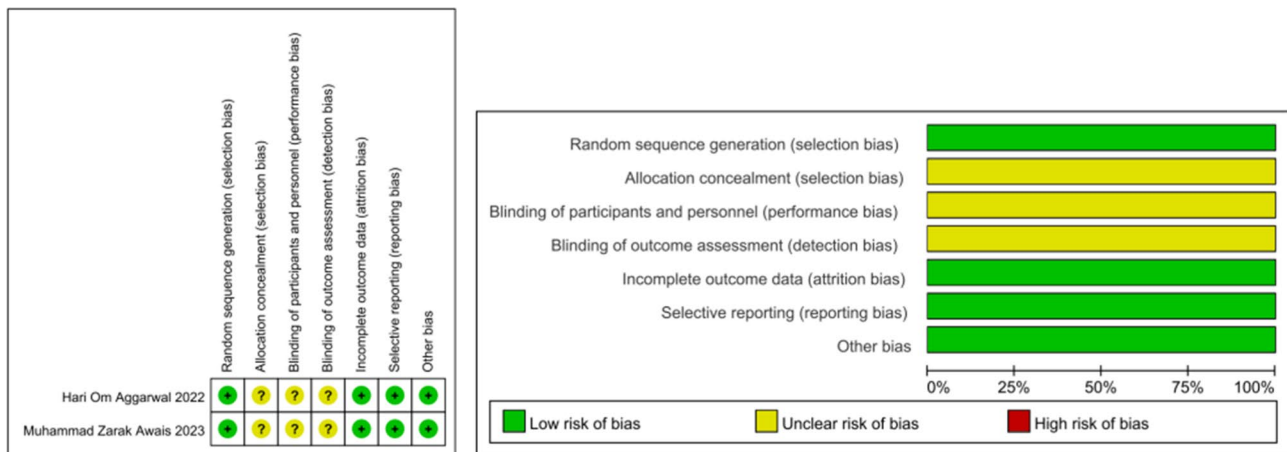 Random sequence generation (selection bias)
Allocation concealment (selection bias)
Blinding of participants and personnel (performance bias)
Blinding of outcome assessment (detection bias)
Incomplete outcome data (attrition bias)
Selective reporting (reporting bias)
Other bias
Hari Om Aggarwal 2022
+ ? ? ? + + +
Muhammad Zarak Awais 2023
+ ? ? ? + + +
Random sequence generation (selection bias)
Allocation concealment (selection bias)
Blinding of participants and personnel (performance bias)
Blinding of outcome assessment (detection bias)
Incomplete outcome data (attrition bias)
Selective reporting (reporting bias)
Other bias
0% 25% 50% 75% 100%
Low risk of bias Unclear risk of bias High risk of bias